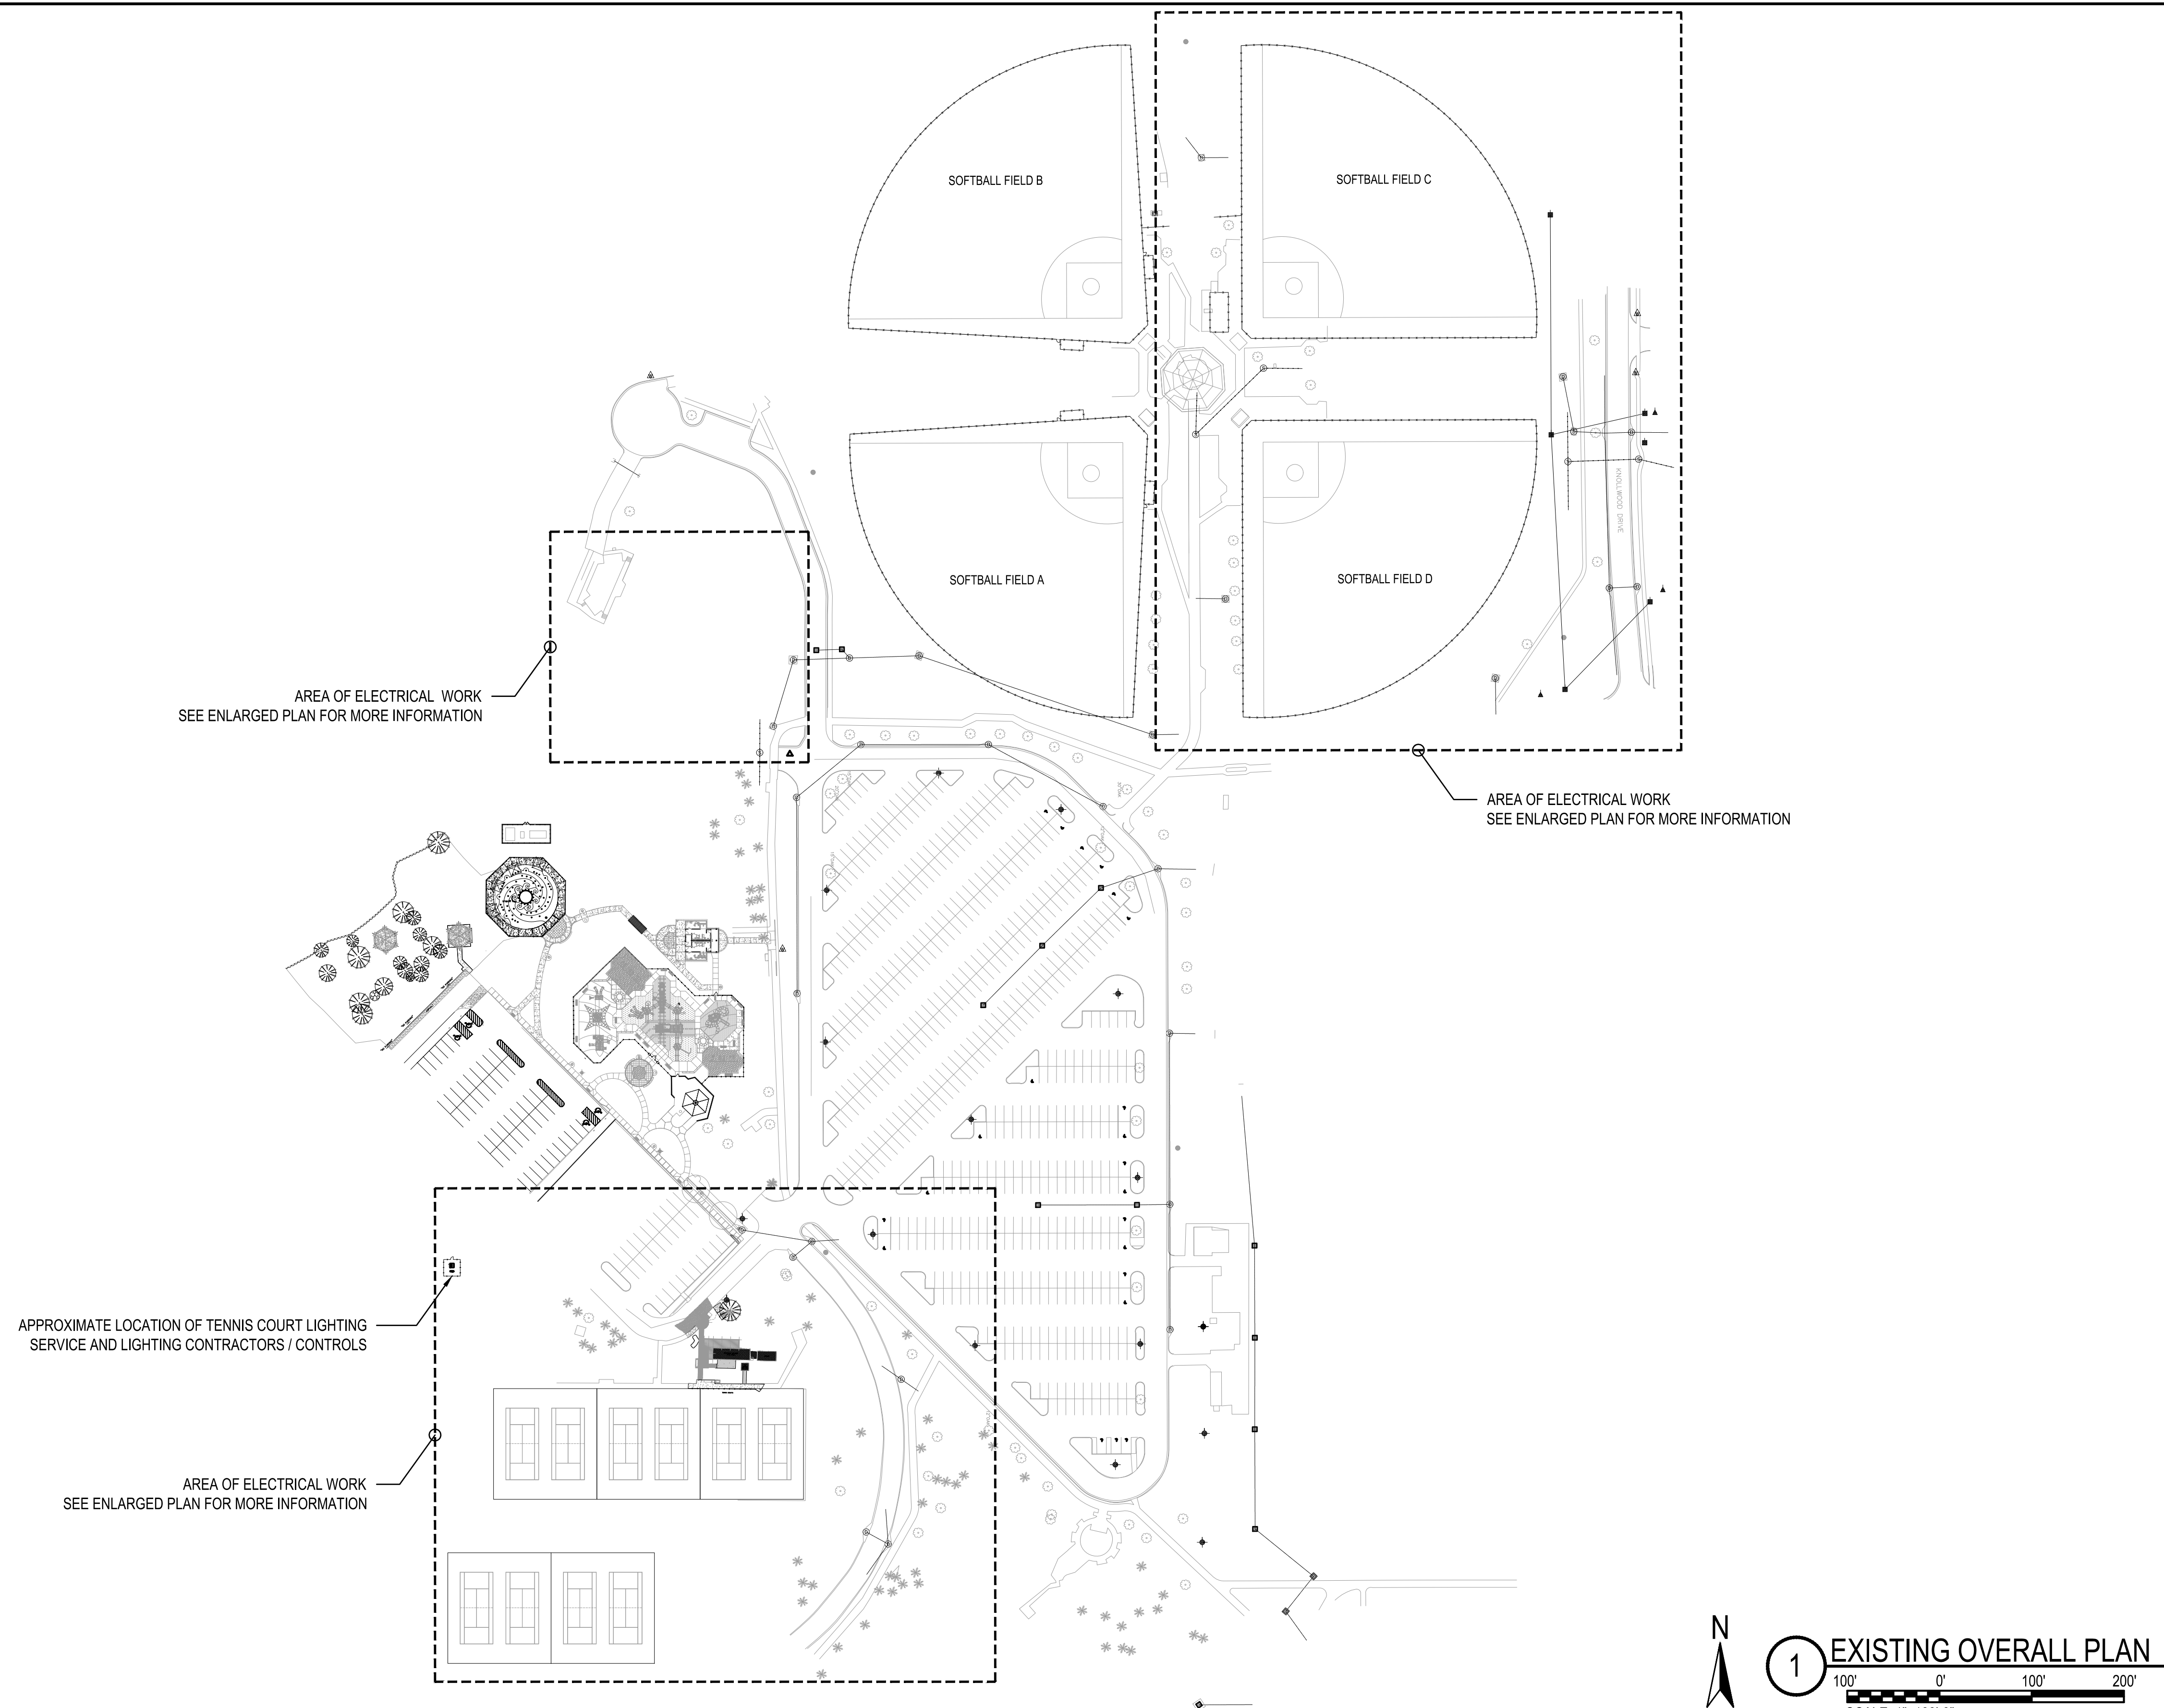 SOFTBALL FIELD B
SOFTBALL FIELD C
KNOLLWOOD DRIVE
SOFTBALL FIELD A
SOFTBALL FIELD D
AREA OF ELECTRICAL WORK
SEE ENLARGED PLAN FOR MORE INFORMATION
AREA OF ELECTRICAL WORK
SEE ENLARGED PLAN FOR MORE INFORMATION
APPROXIMATE LOCATION OF TENNIS COURT LIGHTING
SERVICE AND LIGHTING CONTRACTORS / CONTROLS
AREA OF ELECTRICAL WORK
SEE ENLARGED PLAN FOR MORE INFORMATION
N
1
EXISTING OVERALL PLAN
100' 0' 100' 200'